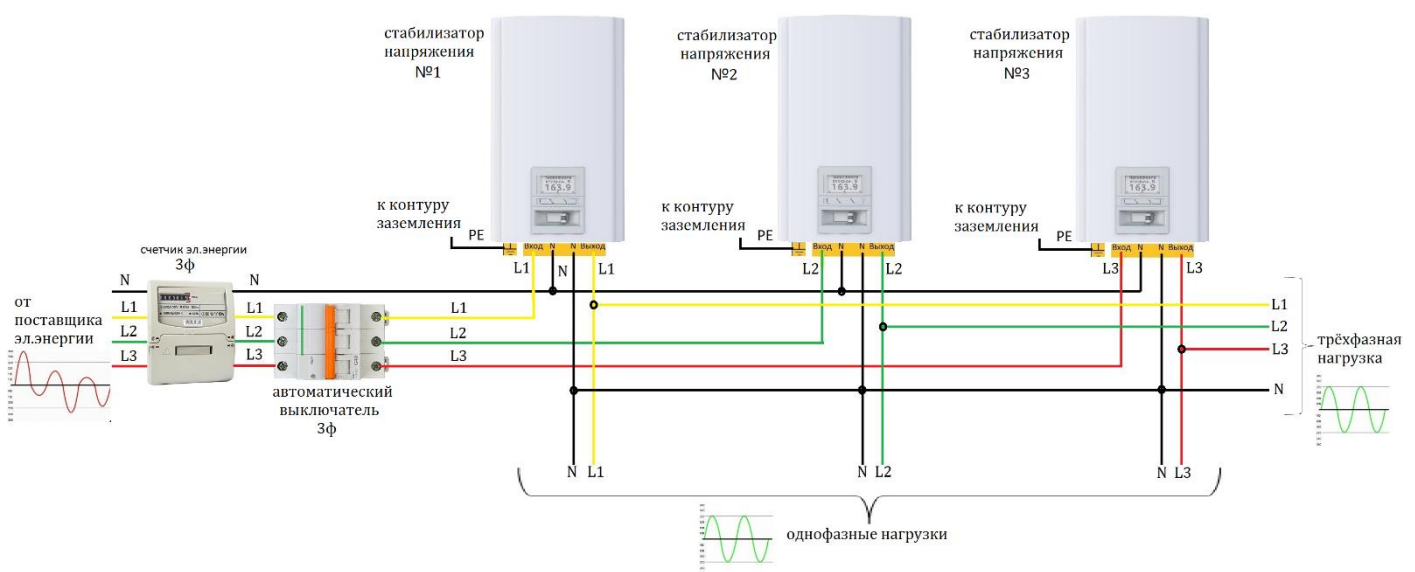 стабилизатор
напряжения
№1
стабилизатор
напряжения
№2
стабилизатор
напряжения
№3
163.9
163.9
163.9
к контуру
заземления
PE
к контуру
заземления
PE
к контуру
заземления
PE
Вход N N Выход
Вход N N Выход
Вход N N Выход
L1 N L1
L2 L2
L3 L3
счетчик эл.энергии
3ф
от
поставщика
эл.энергии
N
L1
L2
L3
N
L1
L2
L3
автоматический
выключатель
3ф
L1
L2
L3
L1
L2
L3
N
трёхфазная
нагрузка
N L1
N L2
N L3
однофазные нагрузки